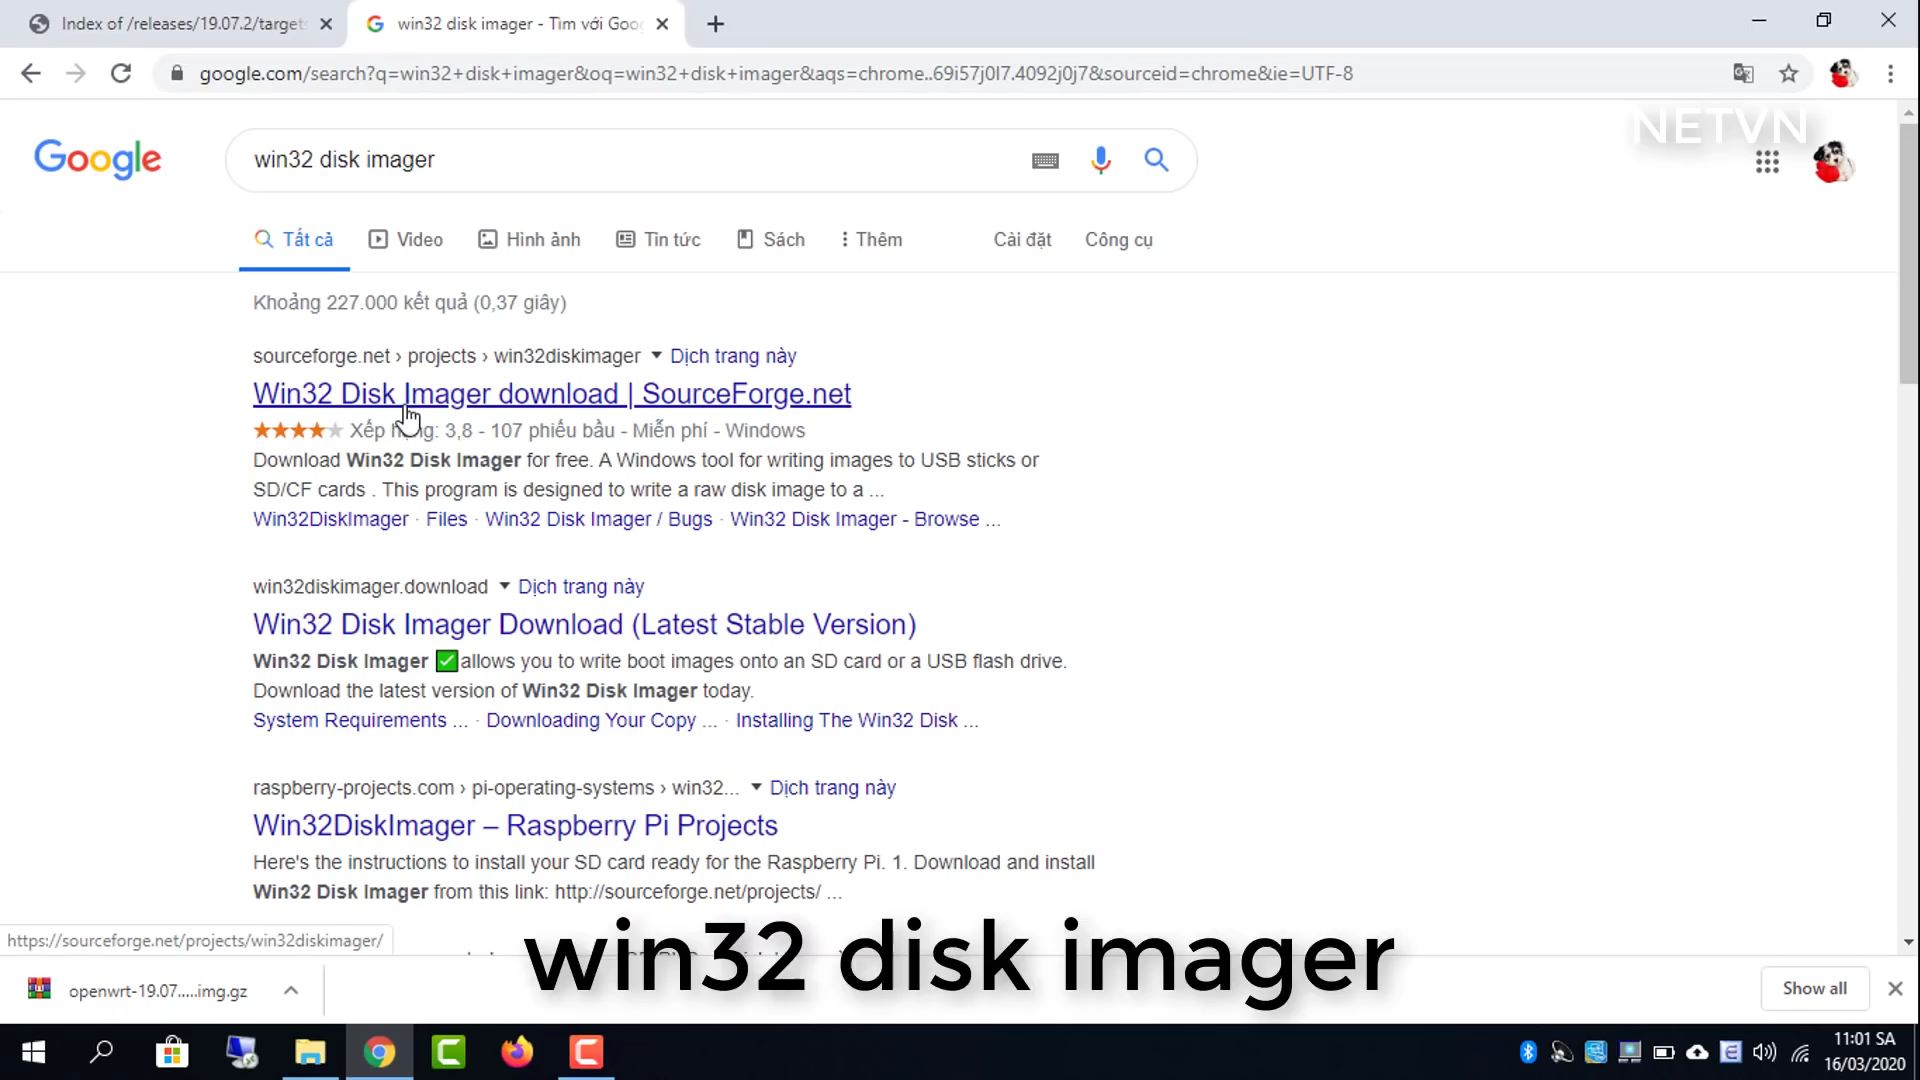 Index of /releases/19.07.2/target
win32 disk imager - Tìm với Goo
google.com/search?q=win32+disk+imager&oq=win32+disk+imager&aqs=chrome..69i57j0l7.4092j0j7&sourceid=chrome&ie=UTF-8
NETVN
Google
win32 disk imager
Tất cả
Video
Hình ảnh
Tin tức
Sách
Thêm
Cài đặt
Công cụ
Khoảng 227.000 kết quả (0,37 giây)
sourceforge.net › projects › win32diskimager Dịch trang này
Win32 Disk Imager download | SourceForge.net
Xếp hạng: 3,8 - 107 phiếu bầu - Miễn phí - Windows
Download Win32 Disk Imager for free. A Windows tool for writing images to USB sticks or
SD/CF cards . This program is designed to write a raw disk image to a ...
Win32DiskImager · Files · Win32 Disk Imager / Bugs · Win32 Disk Imager - Browse ...
win32diskimager.download Dịch trang này
Win32 Disk Imager Download (Latest Stable Version)
Win32 Disk Imager ✅ allows you to write boot images onto an SD card or a USB flash drive.
Download the latest version of Win32 Disk Imager today.
System Requirements ... · Downloading Your Copy ... · Installing The Win32 Disk ...
raspberry-projects.com › pi-operating-systems › win32... Dịch trang này
Win32DiskImager – Raspberry Pi Projects
Here's the instructions to install your SD card ready for the Raspberry Pi. 1. Download and install
Win32 Disk Imager from this link: http://sourceforge.net/projects/ ...
https://sourceforge.net/projects/win32diskimager/
win32 disk imager
openwrt-19.07.....img.gz
Show all
11:01 SA
16/03/2020